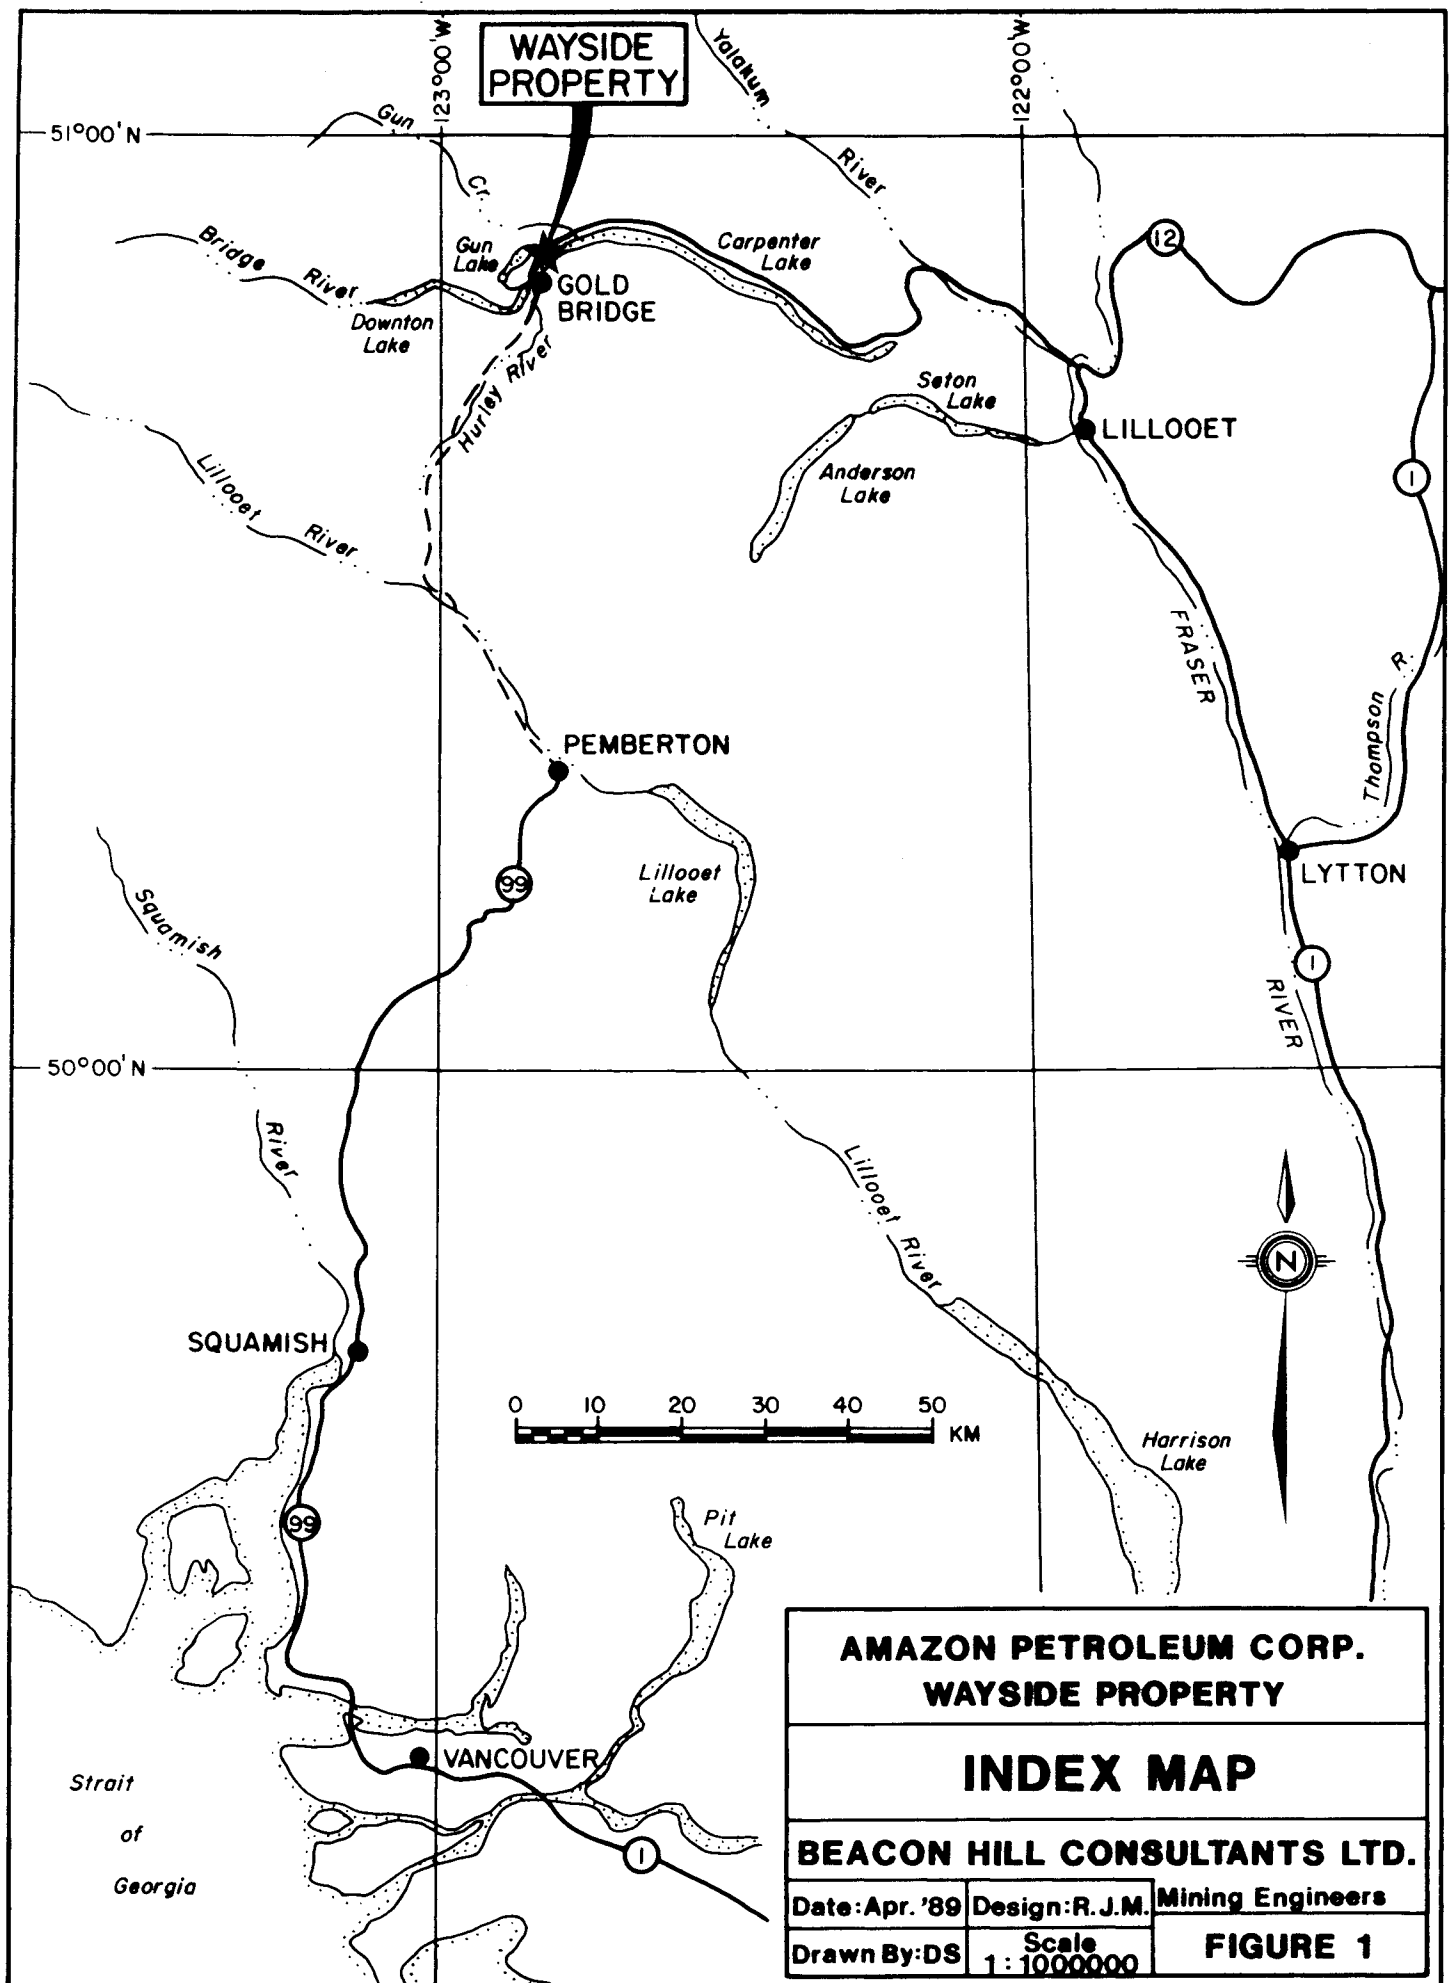 WAYSIDE
PROPERTY
123°00'W
122°00'W
51°00'N
Yalakum
River
Gun
Cr.
Bridge
River
Gun
Lake
Carpenter
Lake
12
GOLD
BRIDGE
Downton
Lake
Hurley River
Seton
Lake
LILLOOET
Anderson
Lake
1
Lillooet
River
FRASER
Thompson
R.
PEMBERTON
99
Lillooet
Lake
LYTTON
Squamish
1
RIVER
50°00'N
River
Lillooet River
N
SQUAMISH
0 10 20 30 40 50
KM
Harrison
Lake
99
Pit
Lake
VANCOUVER
Strait
of
Georgia
1
AMAZON PETROLEUM CORP.
WAYSIDE PROPERTY
INDEX MAP
BEACON HILL CONSULTANTS LTD.
Date:Apr. '89
Design:R.J.M.
Mining Engineers
Drawn By:DS
Scale
1:1000000
FIGURE 1